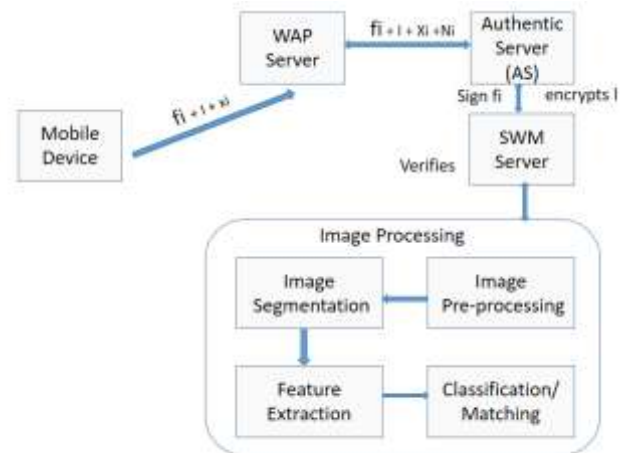 WAP
Server
fi + I + Xi +Ni
Authentic
Server
(AS)
fi + I + xi
Sign fi
encrypts I
Mobile
Device
SWM
Server
Verifies
Image Processing
Image
Segmentation
Image
Pre-processing
Feature
Extraction
Classification/
Matching